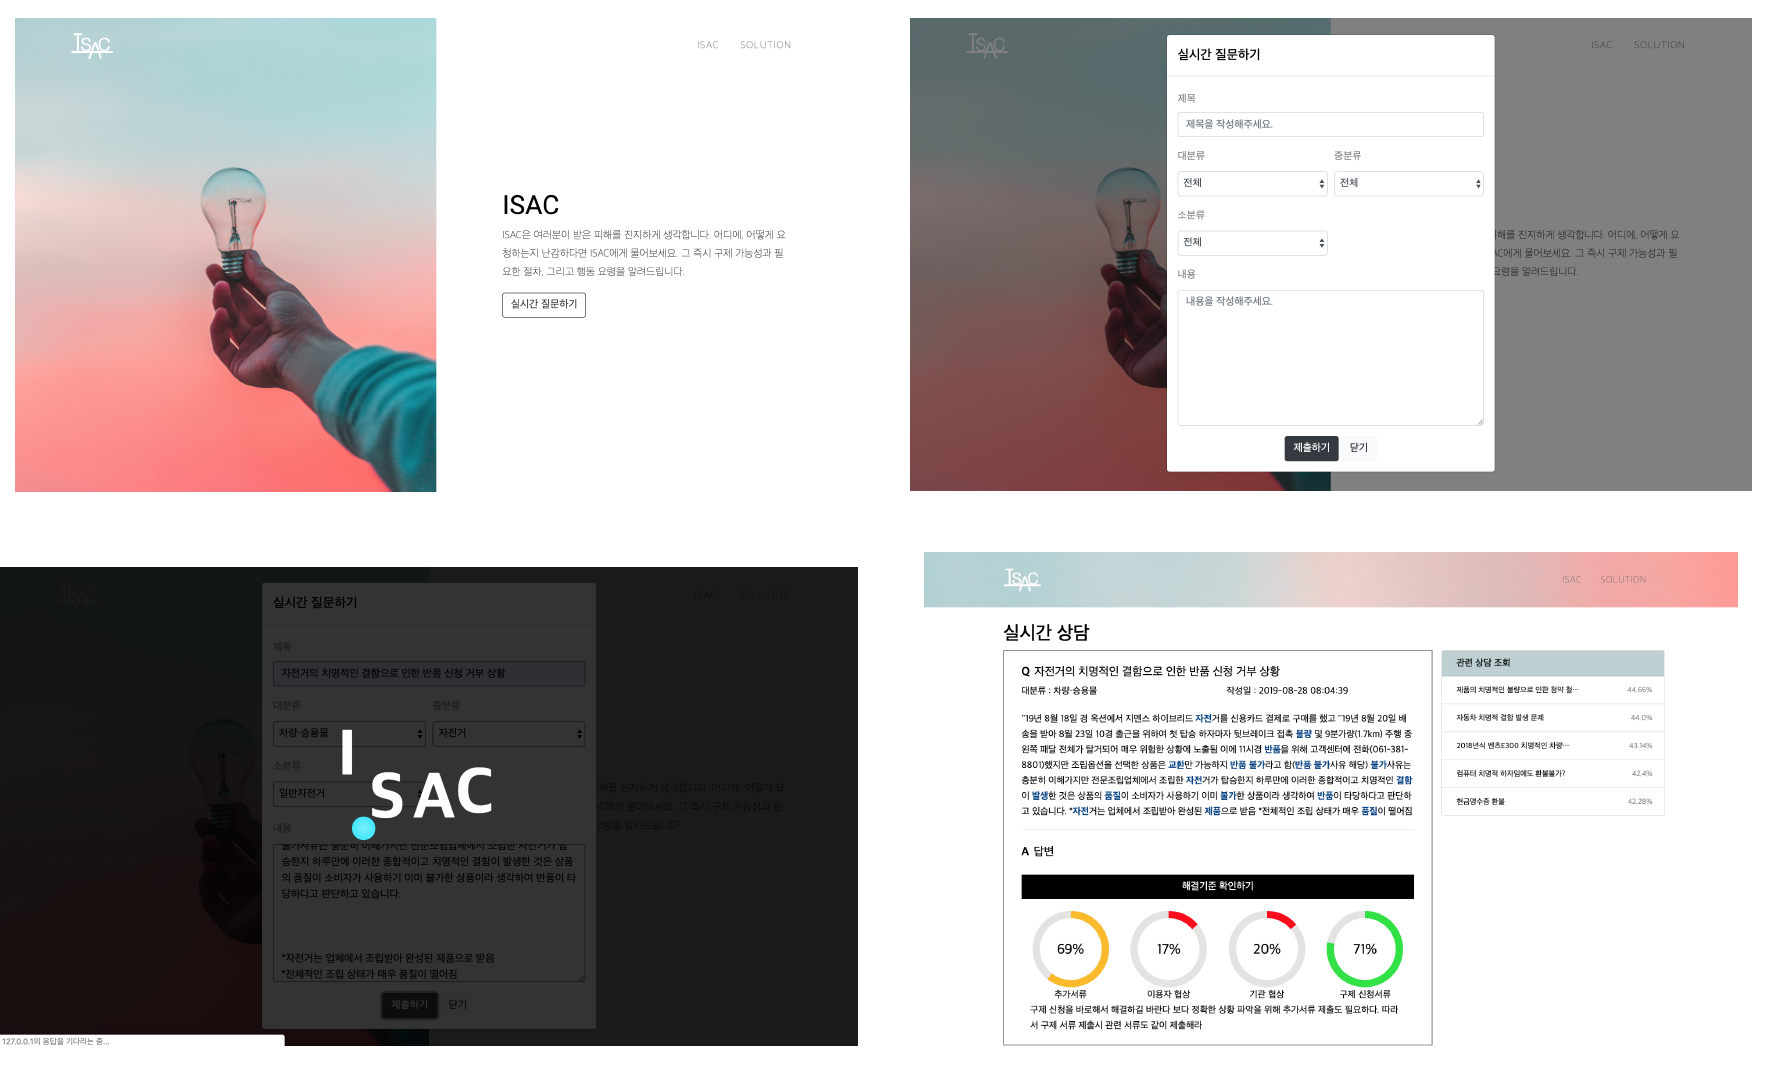 ISAC
ISAC SOLUTION
ISAC
ISAC은 여러분이 받은 피해를 진지하게 생각합니다. 어디에, 어떻게 요
청하는지 난감하다면 ISAC에게 물어보세요. 그 즉시 구제 가능성과 필
요한 절차, 그리고 행동 요령을 알려드립니다.
실시간 질문하기
ISAC
ISAC SOLUTION
실시간 질문하기
제목
제목을 작성해주세요.
대분류 중분류
전체 전체
소분류
전체
내용
내용을 작성해주세요.
제출하기 닫기
해를 진지하게 생각합니다. 어디에, 어떻게 요
AC에게 물어보세요. 그 즉시 구제 가능성과 필
요령을 알려드립니다.
ISAC
ISAC SOLUTION
실시간 질문하기
제목
자전거의 치명적인 결함으로 인한 반품 신청 거부 상황
대분류 중분류
차량-승용물 자전거
소분류
일반자전거
내용
불가사유는 충분히 이해가지만 전문조립업체에서 조립한 자전거가 탑
승한지 하루만에 이러한 종합적이고 치명적인 결함이 발생한 것은 상품
의 품질이 소비자가 사용하기 이미 불가한 상품이라 생각하여 반품이 타
당하다고 판단하고 있습니다.
*자전거는 업체에서 조립받아 완성된 제품으로 받음
*전체적인 조립 상태가 매우 품질이 떨어짐
제출하기 닫기
해를 진지하게 생각합니다. 어디에, 어떻게 요
AC에게 물어보세요. 그 즉시 구제 가능성과 필
요령을 알려드립니다.
ISAC
127.0.0.1의 응답을 기다리는 중...
ISAC
ISAC SOLUTION
실시간 상담
Q 자전거의 치명적인 결함으로 인한 반품 신청 거부 상황
대분류 : 차량-승용물 작성일 : 2019-08-28 08:04:39
"19년 8월 18일 경 옥션에서 지멘스 하이브리드 자전거를 신용카드 결제로 구매를 했고 "19년 8월 20일 배
송을 받아 8월 23일 10경 출근을 위하여 첫 탑승 하자마자 뒷브레이크 접촉 불량 및 9분가량(1.7km) 주행 중
왼쪽 패달 전체가 탈거되어 매우 위험한 상황에 노출됨 이에 11시경 반품을 위해 고객센터에 전화(061-381-
8801)했지만 조립옵션을 선택한 상품은 교환만 가능하지 반품 불가라고 함(반품 불가사유 해당) 불가사유는
충분히 이해가지만 전문조립업체에서 조립한 자전거가 탑승한지 하루만에 이러한 종합적이고 치명적인 결함
이 발생한 것은 상품의 품질이 소비자가 사용하기 이미 불가한 상품이라 생각하여 반품이 타당하다고 판단하
고 있습니다. *자전거는 업체에서 조립받아 완성된 제품으로 받음 *전체적인 조립 상태가 매우 품질이 떨어짐
A 답변
해결기준 확인하기
69% 17% 20% 71%
추가서류 이용자 협상 기관 협상 구제 신청서류
구제 신청을 바로해서 해결하길 바란다 보다 정확한 상황 파악을 위해 추가서류 제출도 필요하다. 따라
서 구제 서류 제출시 관련 서류도 같이 제출해라
관련 상담 조회
제품의 치명적인 불량으로 인한 청약 철… 44.66%
자동차 치명적 결함 발생 문제 44.0%
2018년식 벤츠E300 치명적인 차량… 43.14%
컴퓨터 치명적 하자임에도 환불불가? 42.4%
현금영수증 환불 42.28%